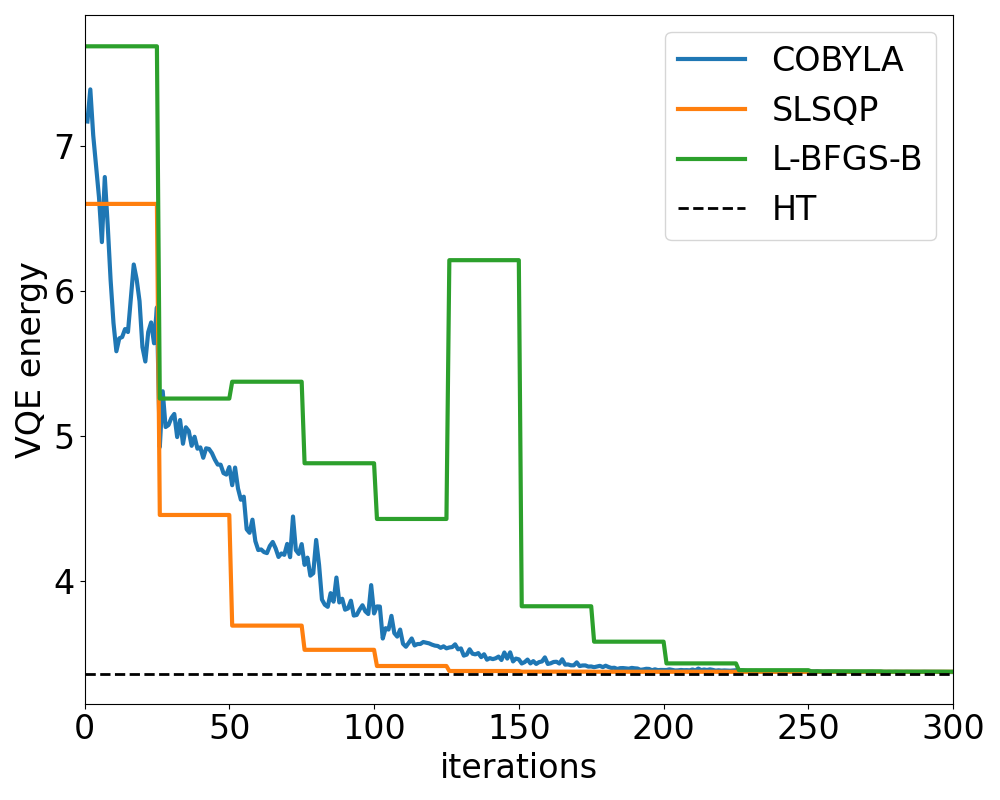 COBYLA
SLSQP
L-BFGS-B
HT
7
6
5
4
VQE energy
0 50 100 150 200 250 300
iterations